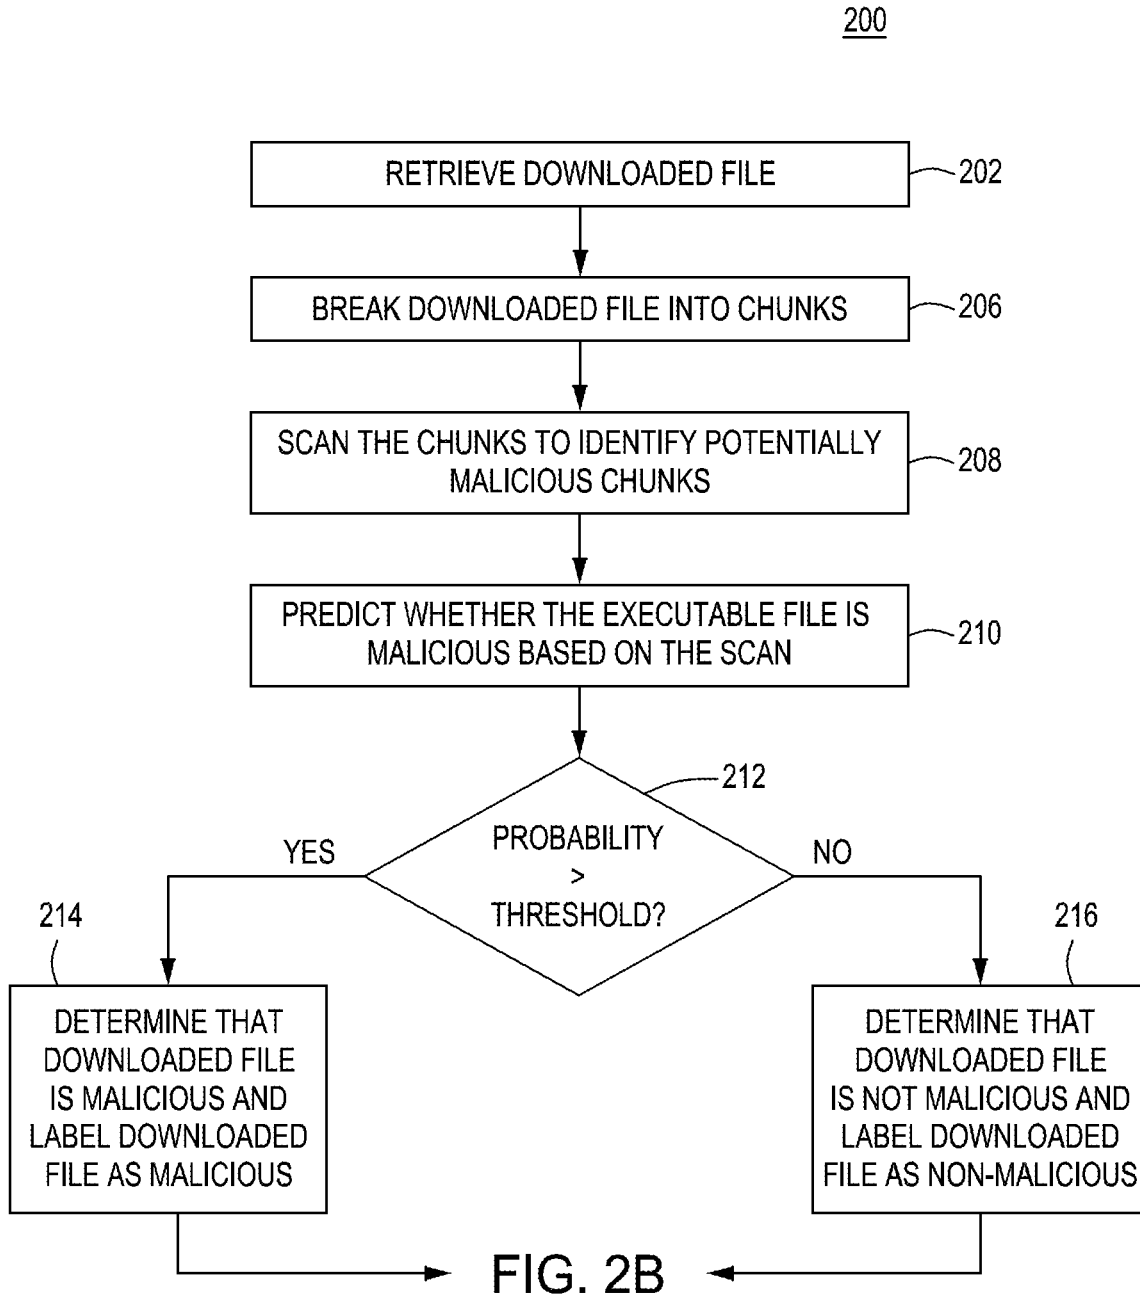 200
RETRIEVE DOWNLOADED FILE
202
BREAK DOWNLOADED FILE INTO CHUNKS
206
SCAN THE CHUNKS TO IDENTIFY POTENTIALLY
MALICIOUS CHUNKS
208
PREDICT WHETHER THE EXECUTABLE FILE IS
MALICIOUS BASED ON THE SCAN
210
212
PROBABILITY
>
THRESHOLD?
YES
NO
214
DETERMINE THAT
DOWNLOADED FILE
IS MALICIOUS AND
LABEL DOWNLOADED
FILE AS MALICIOUS
216
DETERMINE THAT
DOWNLOADED FILE
IS NOT MALICIOUS AND
LABEL DOWNLOADED
FILE AS NON-MALICIOUS
FIG. 2B